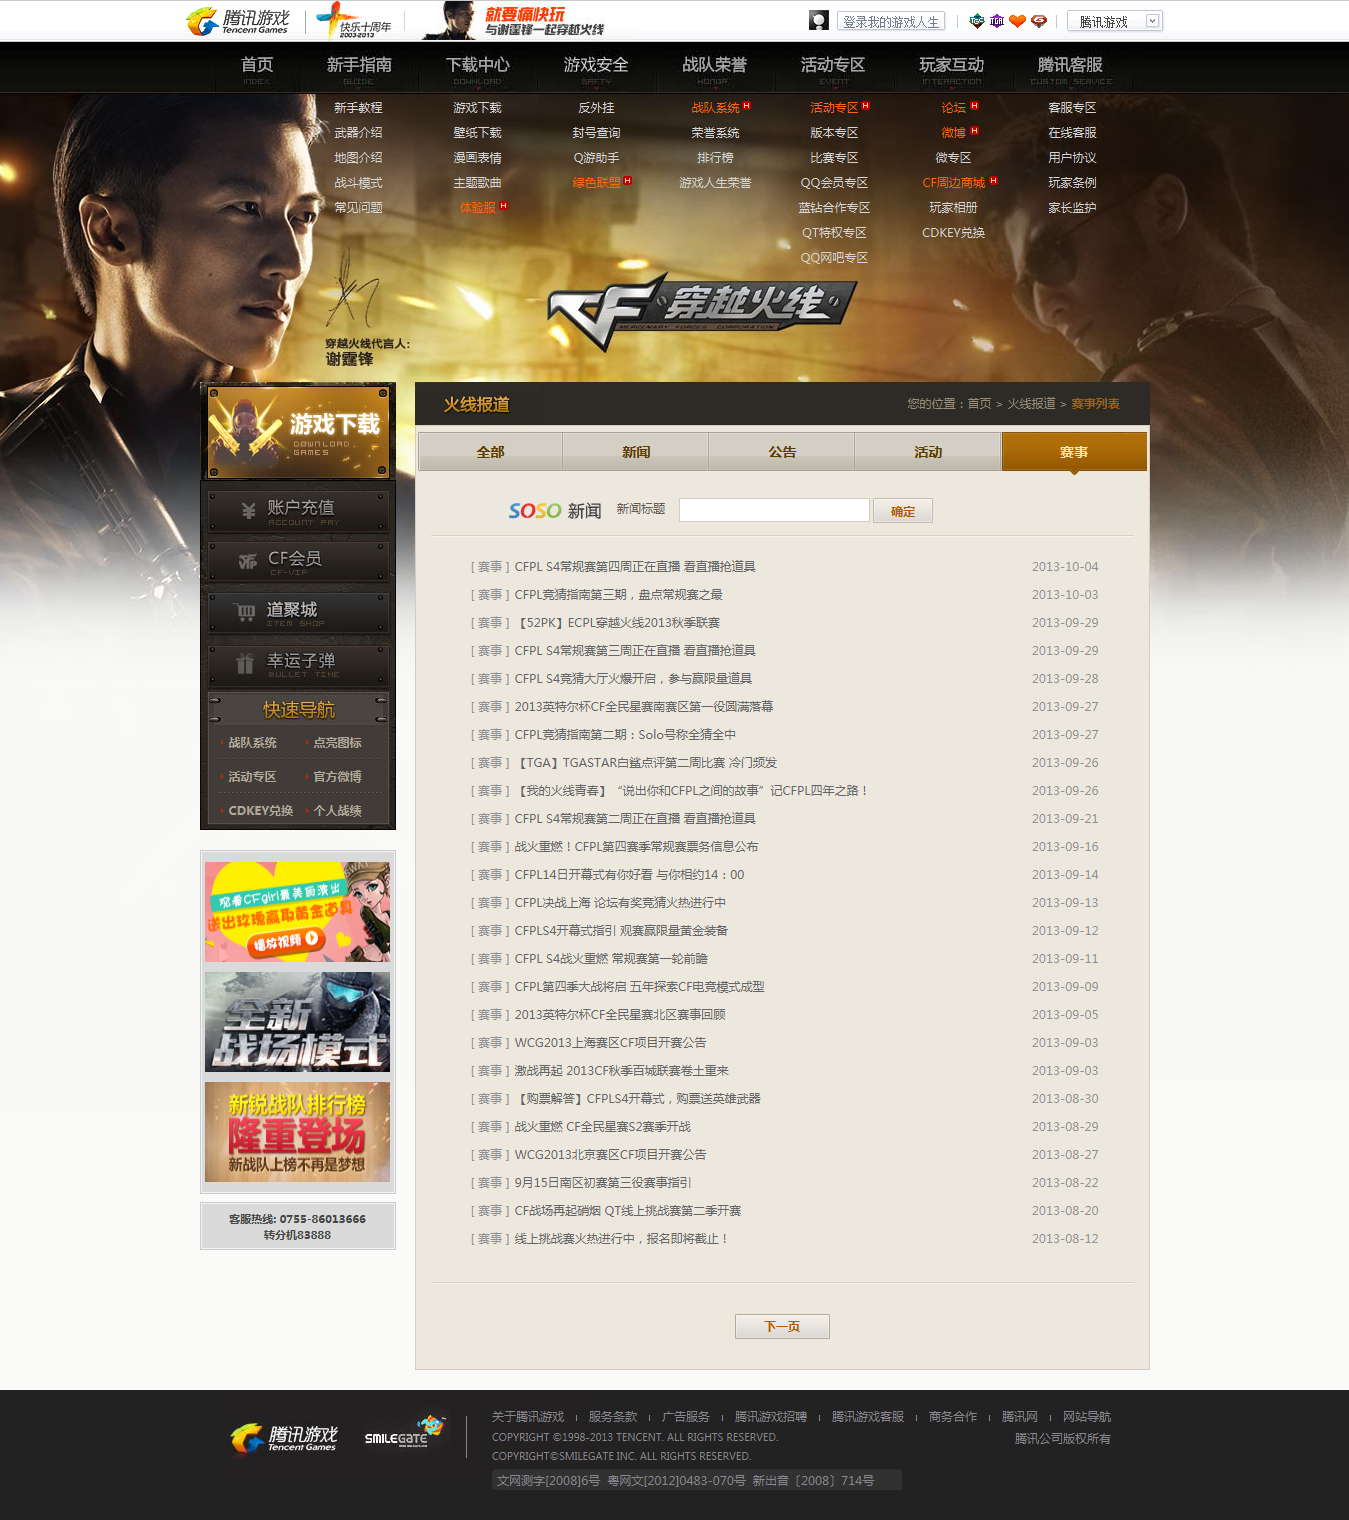 腾讯游戏
Tencent Games
快乐十周年
2003-2013
就要痛快玩
与谢霆锋一起穿越火线
登录我的游戏人生
腾讯游戏
首页 新手指南 下载中心 游戏安全 战队荣誉 活动专区 玩家互动 腾讯客服
INDEX GUIDE DOWNLOAD SAFTY HONOR EVENT INTERACTION CUSTOM SERVICE
新手教程 游戏下载 反外挂 战队系统 H 活动专区 H 论坛 H 客服专区
武器介绍 壁纸下载 封号查询 荣誉系统 版本专区 微博 H 在线客服
地图介绍 漫画表情 Q游助手 排行榜 比赛专区 微专区 用户协议
战斗模式 主题歌曲 绿色联盟 H 游戏人生荣誉 QQ会员专区 CF周边商城 H 玩家条例
常见问题 体验服 H 蓝钻合作专区 玩家相册 家长监护
QT特权专区 CDKEY兑换
QQ网吧专区
CF 穿越火线
MERCENARY FORCES CORPORATION
穿越火线代言人:
谢霆锋
游戏下载
DOWNLOAD
GAMES
账户充值
ACCOUNT PAY
CF会员
CF-VIP
道聚城
ITEM SHOP
幸运子弹
BULLET TIME
快速导航
战队系统 点亮图标
活动专区 官方微博
CDKEY兑换 个人战绩
观看CFgirl最美丽演出
送出玫瑰赢取黄金道具
播放视频
全新
战场模式
新锐战队排行榜
隆重登场
新战队上榜不再是梦想
客服热线: 0755-86013666
转分机83888
火线报道
您的位置：首页 > 火线报道 > 赛事列表
全部 新闻 公告 活动 赛事
SOSO 新闻 新闻标题 确定
[ 赛事 ] CFPL S4常规赛第四周正在直播 看直播抢道具 2013-10-04
[ 赛事 ] CFPL竞猜指南第三期，盘点常规赛之最 2013-10-03
[ 赛事 ] 【52PK】ECPL穿越火线2013秋季联赛 2013-09-29
[ 赛事 ] CFPL S4常规赛第三周正在直播 看直播抢道具 2013-09-29
[ 赛事 ] CFPL S4竞猜大厅火爆开启，参与赢限量道具 2013-09-28
[ 赛事 ] 2013英特尔杯CF全民星赛南赛区第一役圆满落幕 2013-09-27
[ 赛事 ] CFPL竞猜指南第二期：Solo号称全猜全中 2013-09-27
[ 赛事 ] 【TGA】TGASTAR白鲨点评第二周比赛 冷门频发 2013-09-26
[ 赛事 ] 【我的火线青春】“说出你和CFPL之间的故事”记CFPL四年之路！ 2013-09-26
[ 赛事 ] CFPL S4常规赛第二周正在直播 看直播抢道具 2013-09-21
[ 赛事 ] 战火重燃！CFPL第四赛季常规赛票务信息公布 2013-09-16
[ 赛事 ] CFPL14日开幕式有你好看 与你相约14：00 2013-09-14
[ 赛事 ] CFPL决战上海 论坛有奖竞猜火热进行中 2013-09-13
[ 赛事 ] CFPLS4开幕式指引 观赛赢限量黄金装备 2013-09-12
[ 赛事 ] CFPL S4战火重燃 常规赛第一轮前瞻 2013-09-11
[ 赛事 ] CFPL第四季大战将启 五年探索CF电竞模式成型 2013-09-09
[ 赛事 ] 2013英特尔杯CF全民星赛北区赛事回顾 2013-09-05
[ 赛事 ] WCG2013上海赛区CF项目开赛公告 2013-09-03
[ 赛事 ] 激战再起 2013CF秋季百城联赛卷土重来 2013-09-03
[ 赛事 ] 【购票解答】CFPLS4开幕式，购票送英雄武器 2013-08-30
[ 赛事 ] 战火重燃 CF全民星赛S2赛季开战 2013-08-29
[ 赛事 ] WCG2013北京赛区CF项目开赛公告 2013-08-27
[ 赛事 ] 9月15日南区初赛第三役赛事指引 2013-08-22
[ 赛事 ] CF战场再起硝烟 QT线上挑战赛第二季开赛 2013-08-20
[ 赛事 ] 线上挑战赛火热进行中，报名即将截止！ 2013-08-12
下一页
腾讯游戏
Tencent Games
SMILEGATE
关于腾讯游戏 服务条款 广告服务 腾讯游戏招聘 腾讯游戏客服 商务合作 腾讯网 网站导航
COPYRIGHT ©1998-2013 TENCENT. ALL RIGHTS RESERVED. 腾讯公司版权所有
COPYRIGHT©SMILEGATE INC. ALL RIGHTS RESERVED.
文网测字[2008]6号 粤网文[2012]0483-070号 新出音〔2008〕714号